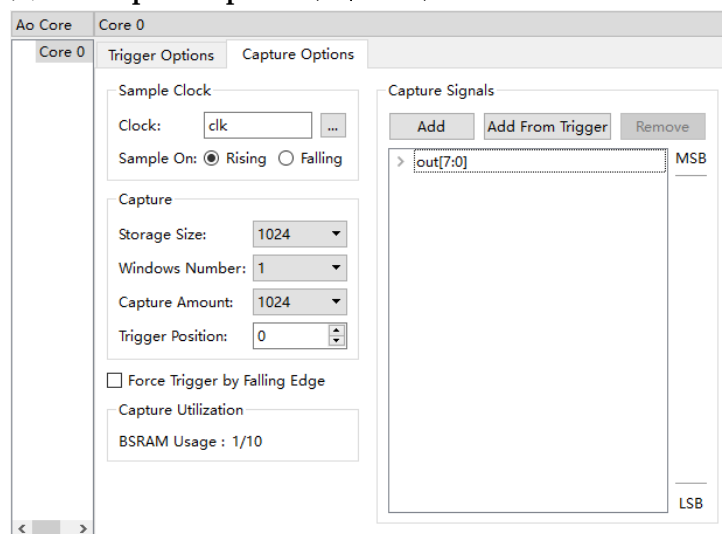 Ao Core
Core 0
Core 0
Trigger Options
Capture Options
Sample Clock
Clock:
clk
...
Sample On:
Rising
Falling
Capture
Storage Size:
1024
Windows Number:
1
Capture Amount:
1024
Trigger Position:
0
Force Trigger by Falling Edge
Capture Utilization
BSRAM Usage : 1/10
Capture Signals
Add
Add From Trigger
Remove
out[7:0]
MSB
LSB